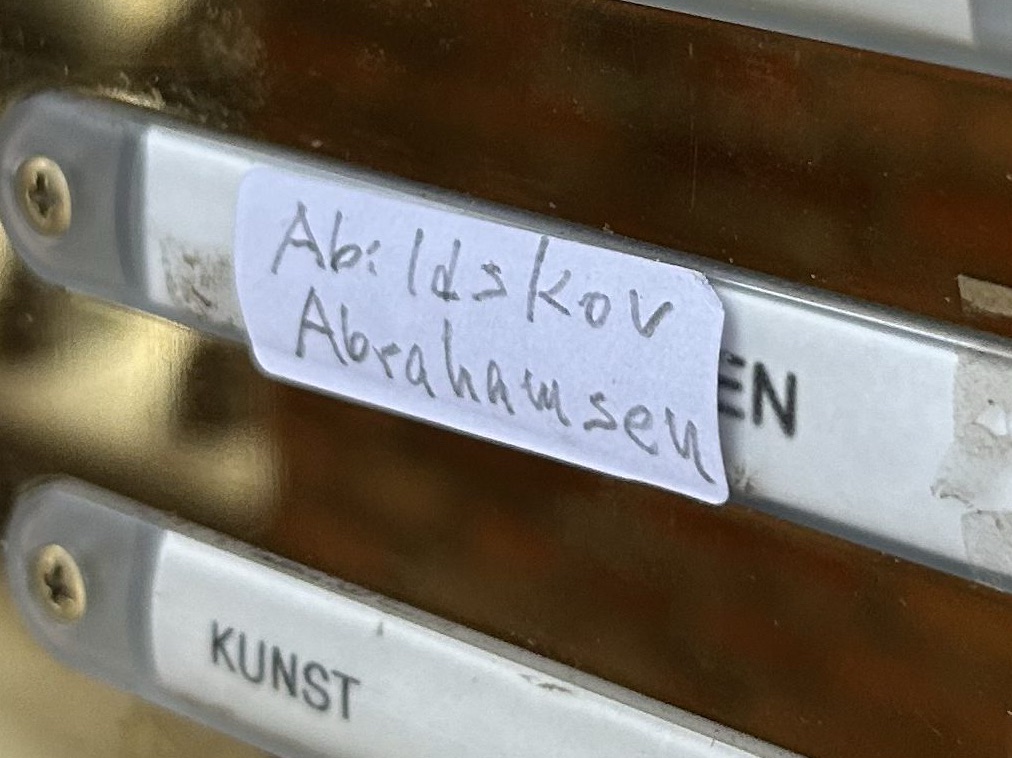 Abildskov
Abrahamsen
EN
KUNST